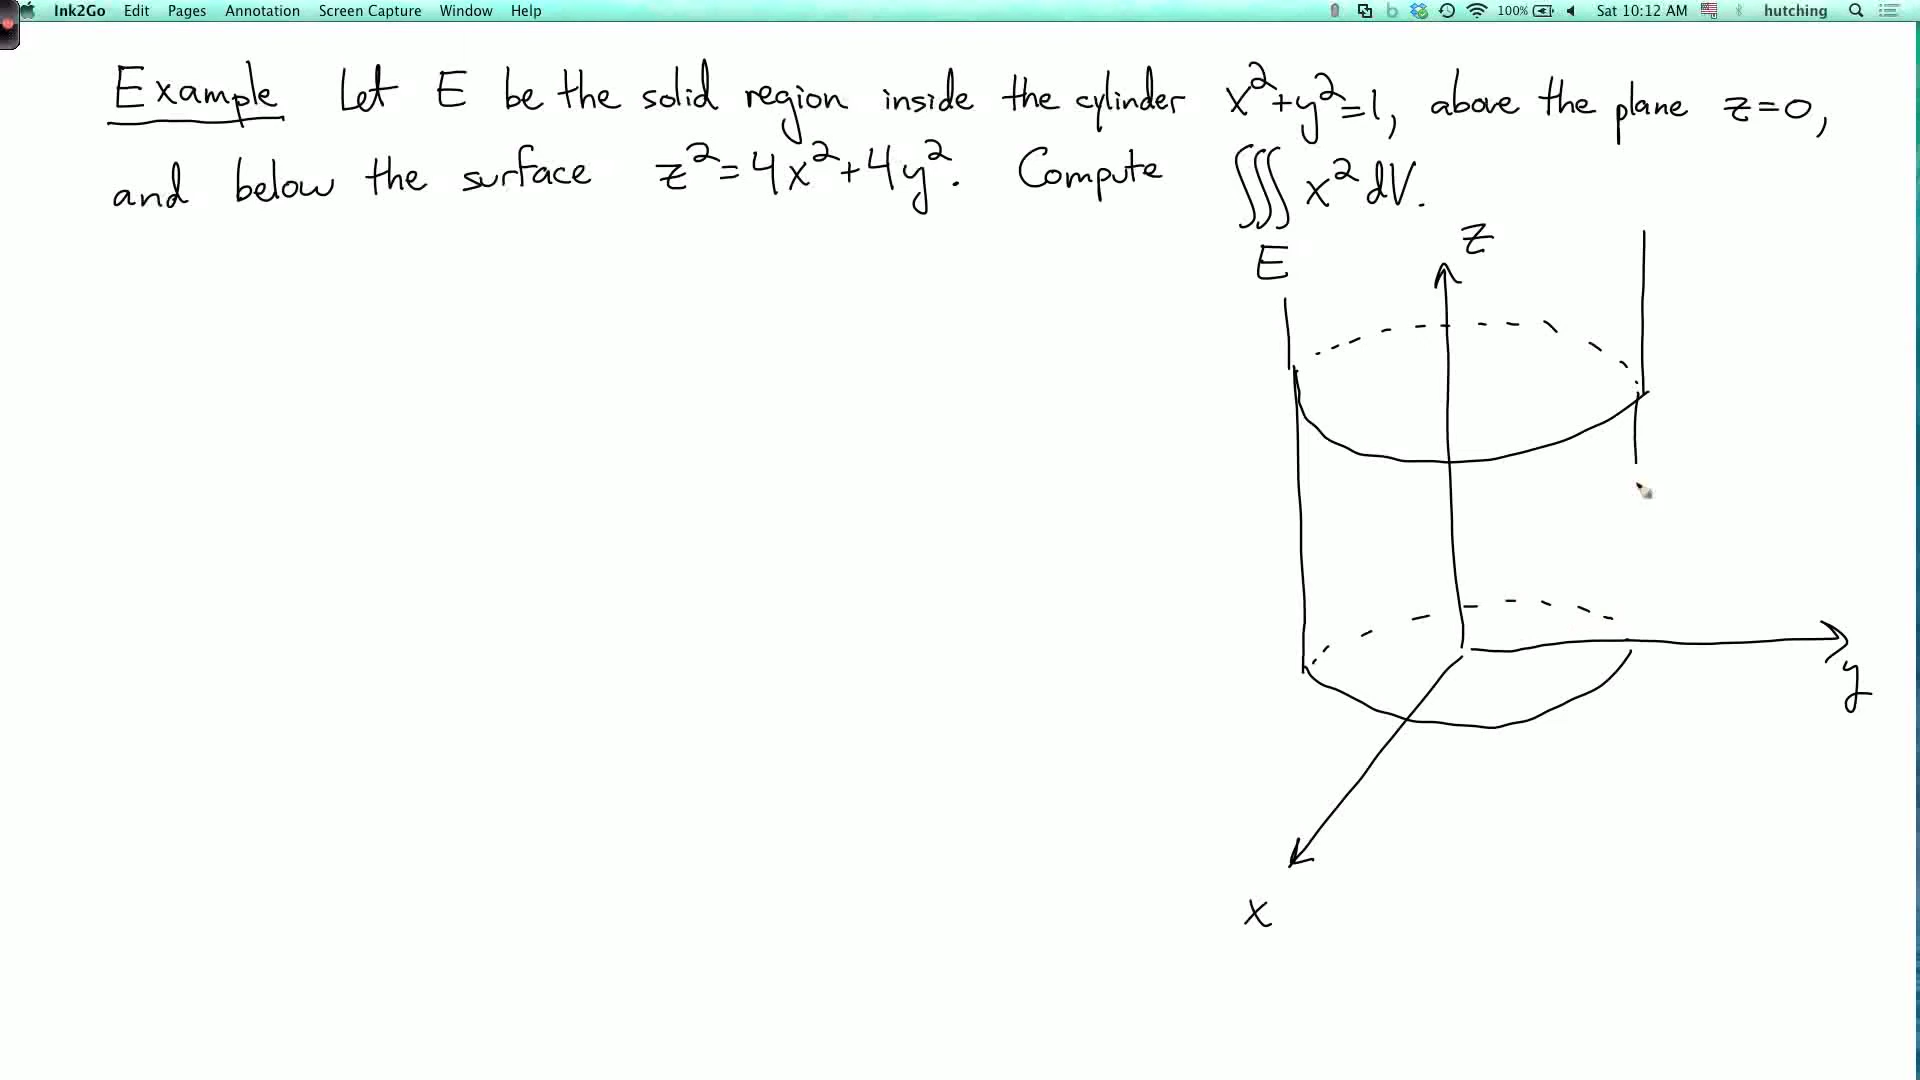 Ink2Go Edit Pages Annotation Screen Capture Window Help 100% Sat 10:12 AM hutching
Example Let E be the solid region inside the cylinder x²+y²=1, above the plane z=0,
and below the surface z²=4x²+4y². Compute ∭ x² dV.
E
z
y
x